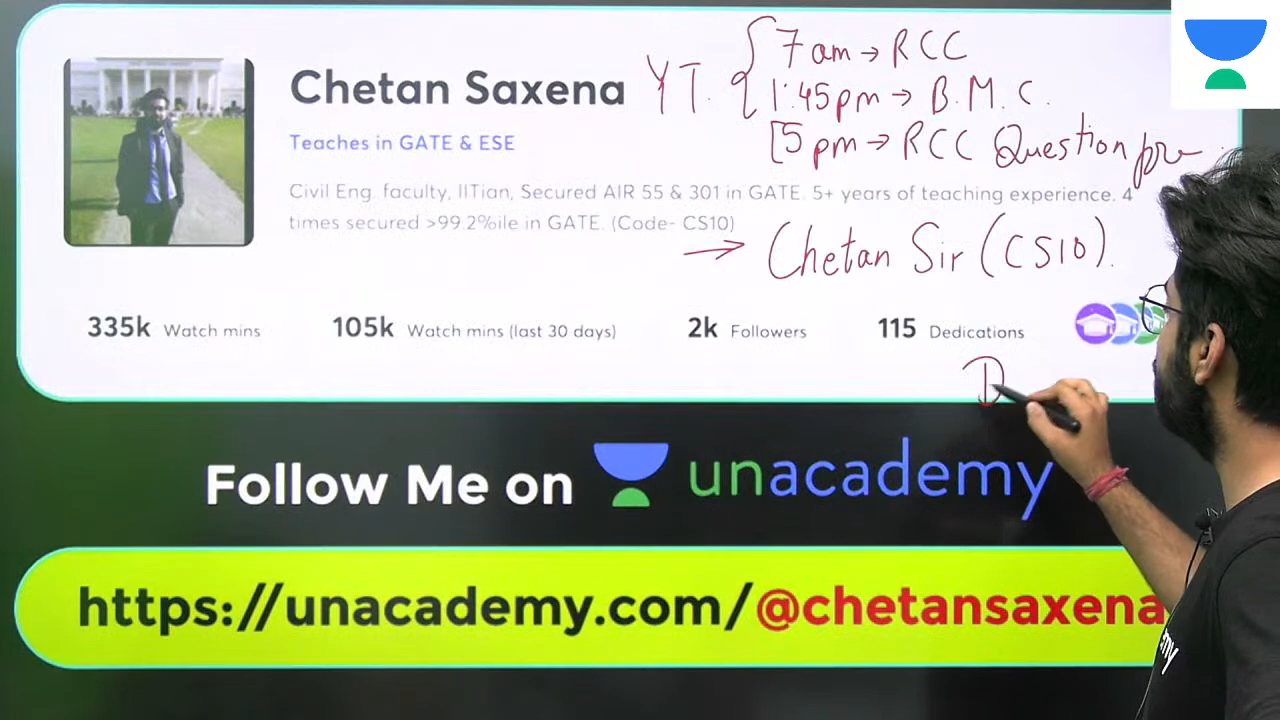 Chetan Saxena
Teaches in GATE & ESE
Civil Eng. faculty, IITian, Secured AIR 55 & 301 in GATE. 5+ years of teaching experience. 4
times secured >99.2%ile in GATE. (Code- CS10)
YT. { 7 am → RCC
1:45pm → B.M.C.
[5 pm → RCC Question
→ Chetan Sir (CS10).
335k Watch mins
105k Watch mins (last 30 days)
2k Followers
115 Dedications
D
Follow Me on unacademy
https://unacademy.com/@chetansaxena